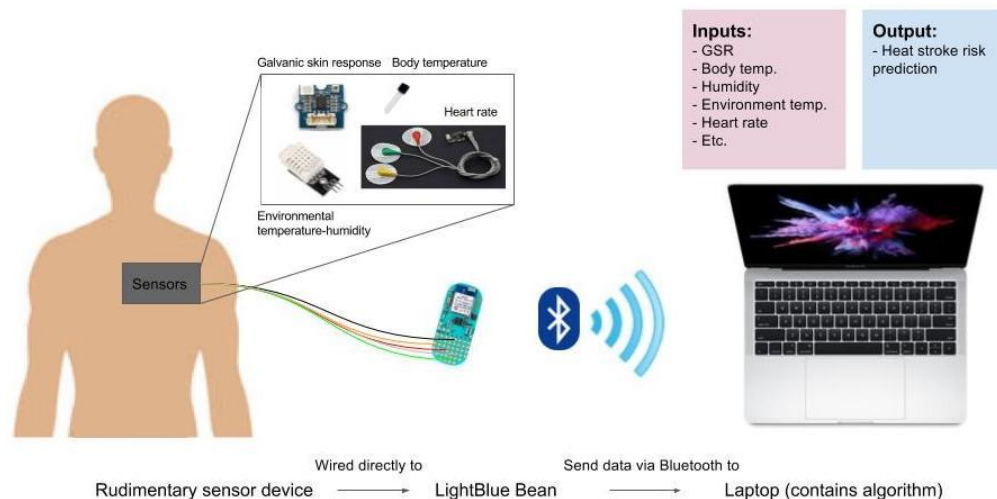 Galvanic skin response
Body temperature
Heart rate
Environmental
temperature-humidity
Sensors
Inputs:
- GSR
- Body temp.
- Humidity
- Environment temp.
- Heart rate
- Etc.
Output:
- Heat stroke risk
prediction
Wired directly to
Send data via Bluetooth to
Rudimentary sensor device
LightBlue Bean
Laptop (contains algorithm)